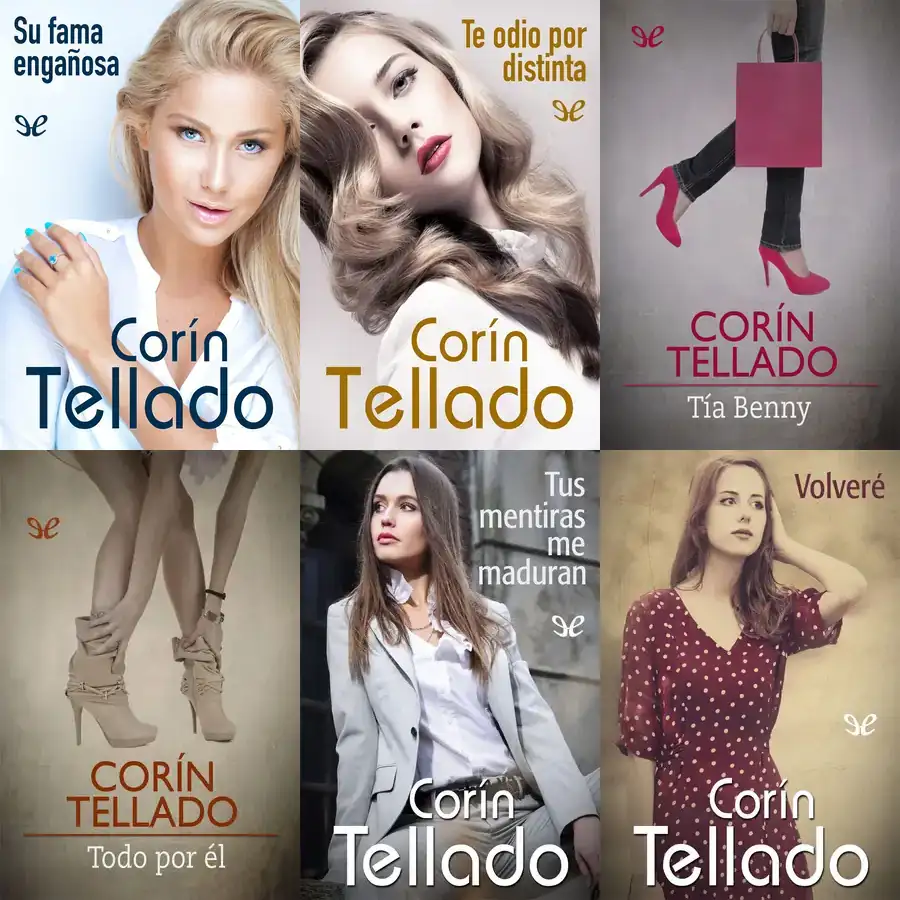 Su fama
engañosa
Corín
Tellado
Te odio por
distinta
Corín
Tellado
CORÍN
TELLADO
Tía Benny
CORÍN
TELLADO
Todo por él
Tus
mentiras
me
maduran
Corín
Tellado
Volveré
Corín
Tellado